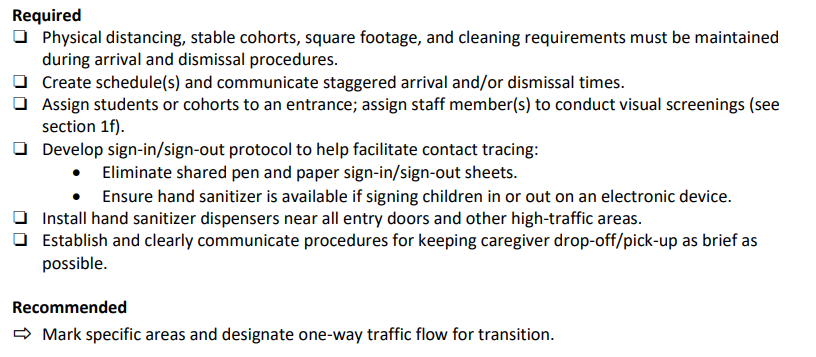 Required
❏ Physical distancing, stable cohorts, square footage, and cleaning requirements must be maintained
during arrival and dismissal procedures.
❏ Create schedule(s) and communicate staggered arrival and/or dismissal times.
❏ Assign students or cohorts to an entrance; assign staff member(s) to conduct visual screenings (see
section 1f).
❏ Develop sign-in/sign-out protocol to help facilitate contact tracing:
• Eliminate shared pen and paper sign-in/sign-out sheets.
• Ensure hand sanitizer is available if signing children in or out on an electronic device.
❏ Install hand sanitizer dispensers near all entry doors and other high-traffic areas.
❏ Establish and clearly communicate procedures for keeping caregiver drop-off/pick-up as brief as
possible.
Recommended
⇨ Mark specific areas and designate one-way traffic flow for transition.